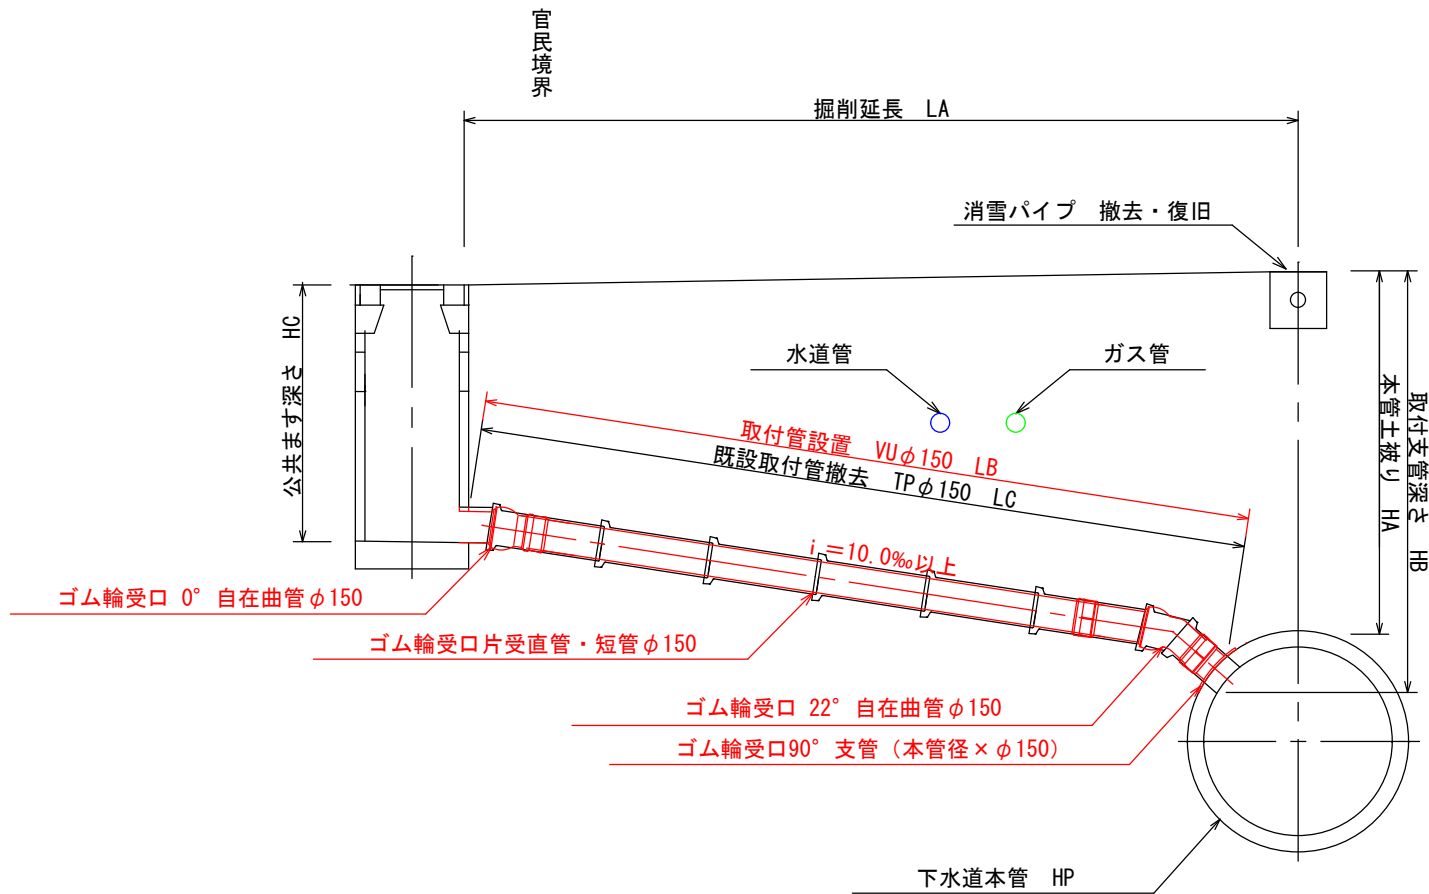 官民境界
掘削延長 LA
消雪パイプ 撤去・復旧
水道管
ガス管
公共ます深さ HC
本管土被り HA
取付支管深さ HB
取付管設置 VUφ150 LB
既設取付管撤去 TPφ150 LC
i=10.0‰以上
ゴム輪受口 0° 自在曲管φ150
ゴム輪受口片受直管・短管φ150
ゴム輪受口 22° 自在曲管φ150
ゴム輪受口90° 支管（本管径×φ150）
下水道本管 HP